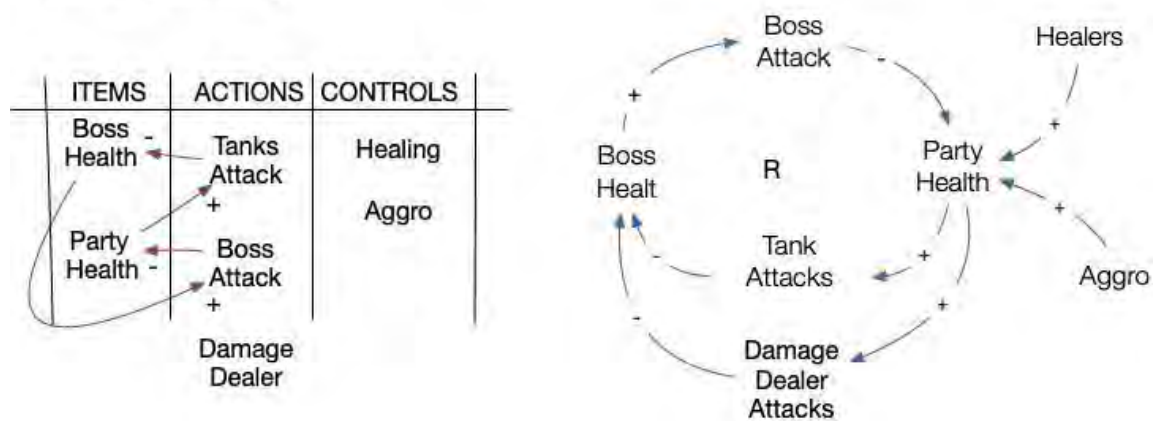 ITEMS ACTIONS CONTROLS
Boss -
Health
Tanks
Attack
+
Healing
Aggro
Party
Health -
Boss
Attack
+
Damage
Dealer
Boss
Attack
-
Healers
+
+
Boss
Healt
R
Party
Health
+
Tank
Attacks
-
+
Aggro
+
-
Damage
Dealer
Attacks